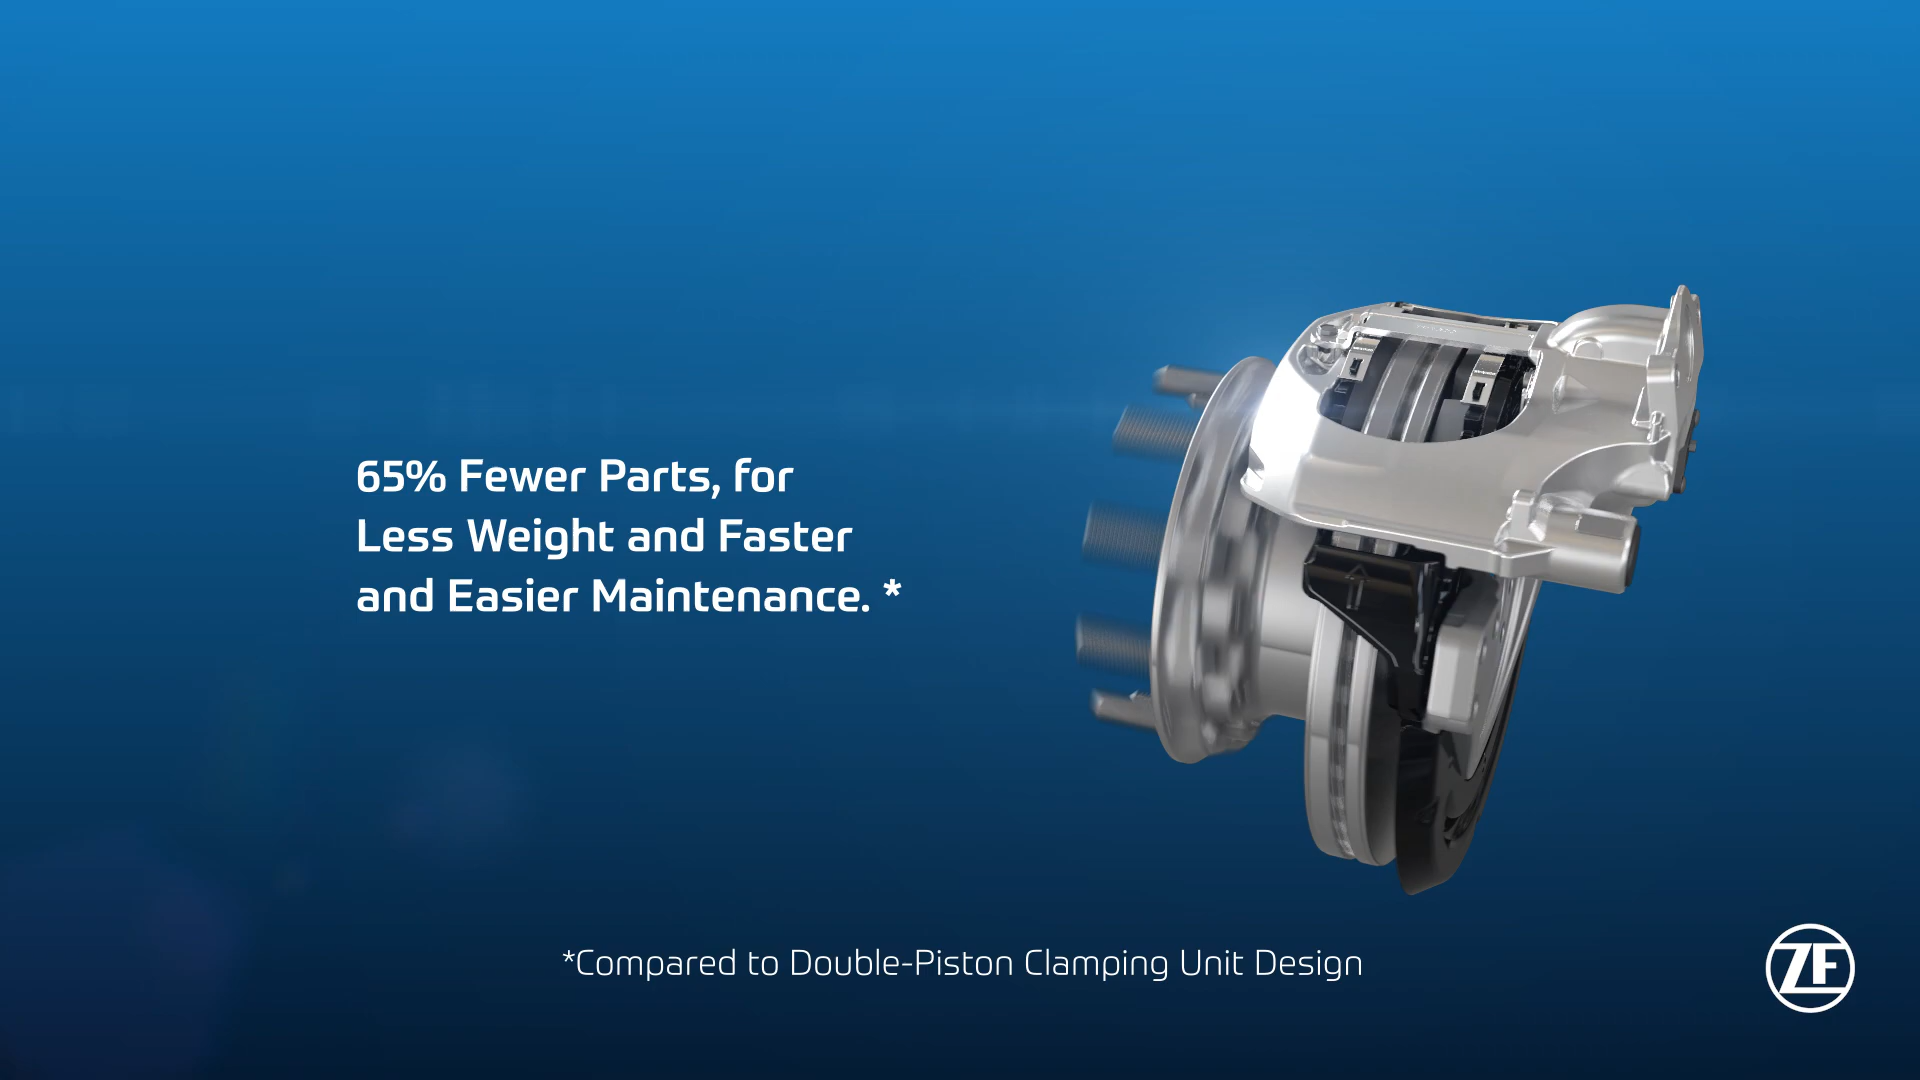 65% Fewer Parts, for
Less Weight and Faster
and Easier Maintenance. *
*Compared to Double-Piston Clamping Unit Design
ZF